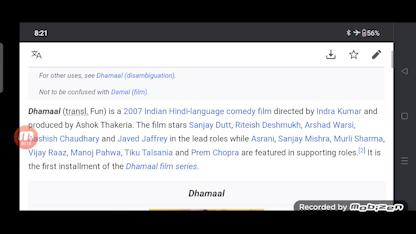 8:21
56%
For other uses, see Dhamaal (disambiguation).
Not to be confused with Damal (film).
Dhamaal (transl. Fun) is a 2007 Indian Hindi-language comedy film directed by Indra Kumar and
produced by Ashok Thakeria. The film stars Sanjay Dutt, Riteish Deshmukh, Arshad Warsi,
Aashish Chaudhary and Javed Jaffrey in the lead roles while Asrani, Sanjay Mishra, Murli Sharma,
Vijay Raaz, Manoj Pahwa, Tiku Talsania and Prem Chopra are featured in supporting roles.[2] It is
the first installment of the Dhamaal film series.
Dhamaal
Recorded by Mobizen